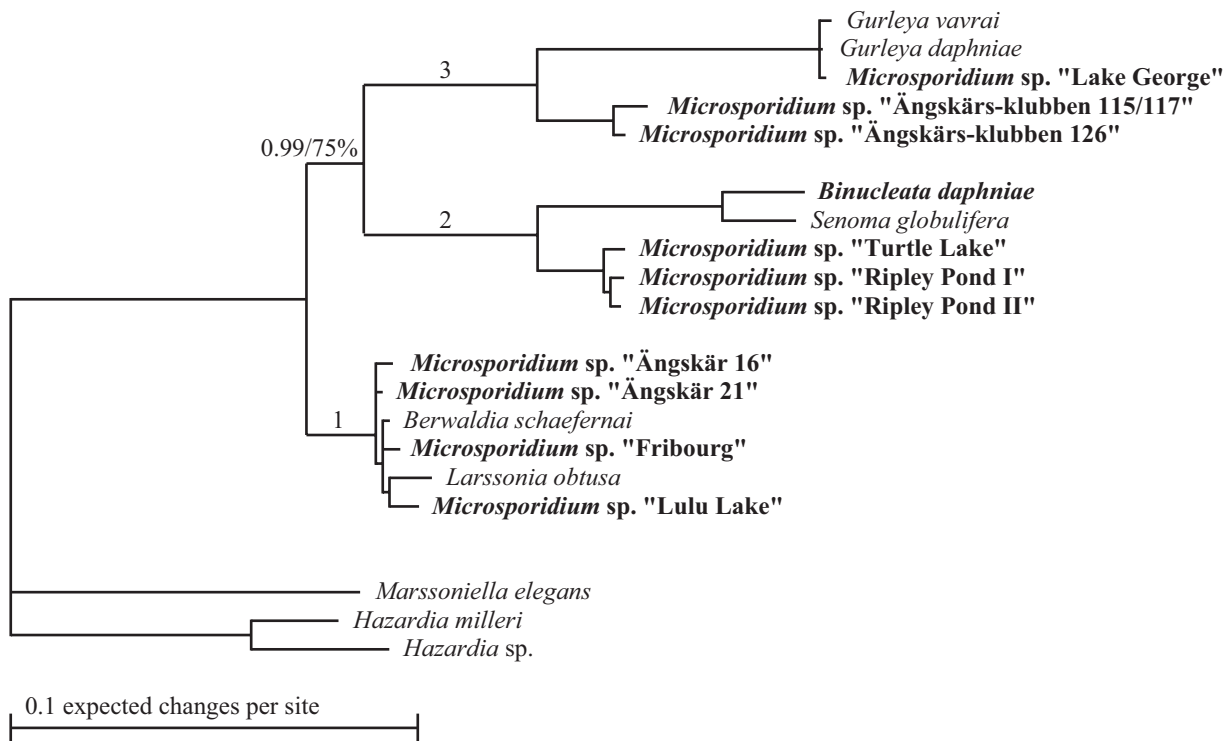 Gurleya vavrai
Gurleya daphniae
3
Microsporidium sp. "Lake George"
Microsporidium sp. "Ängskärs-klubben 115/117"
Microsporidium sp. "Ängskärs-klubben 126"
0.99/75%
Binucleata daphniae
Senoma globulifera
2
Microsporidium sp. "Turtle Lake"
Microsporidium sp. "Ripley Pond I"
Microsporidium sp. "Ripley Pond II"
Microsporidium sp. "Ängskär 16"
Microsporidium sp. "Ängskär 21"
Berwaldia schaefernai
1
Microsporidium sp. "Fribourg"
Larssonia obtusa
Microsporidium sp. "Lulu Lake"
Marssoniella elegans
Hazardia milleri
Hazardia sp.
0.1 expected changes per site